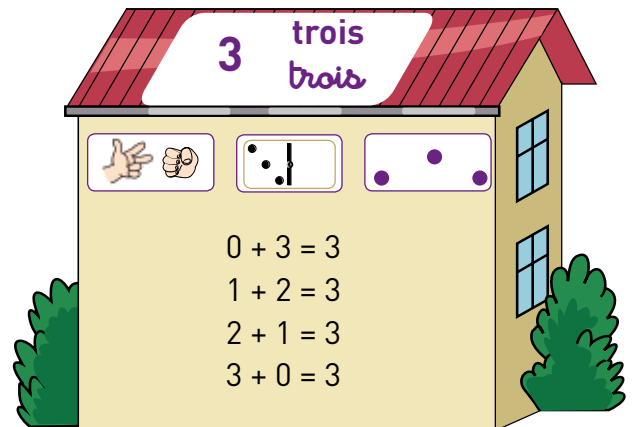 3 trois
trois
0 + 3 = 3
1 + 2 = 3
2 + 1 = 3
3 + 0 = 3